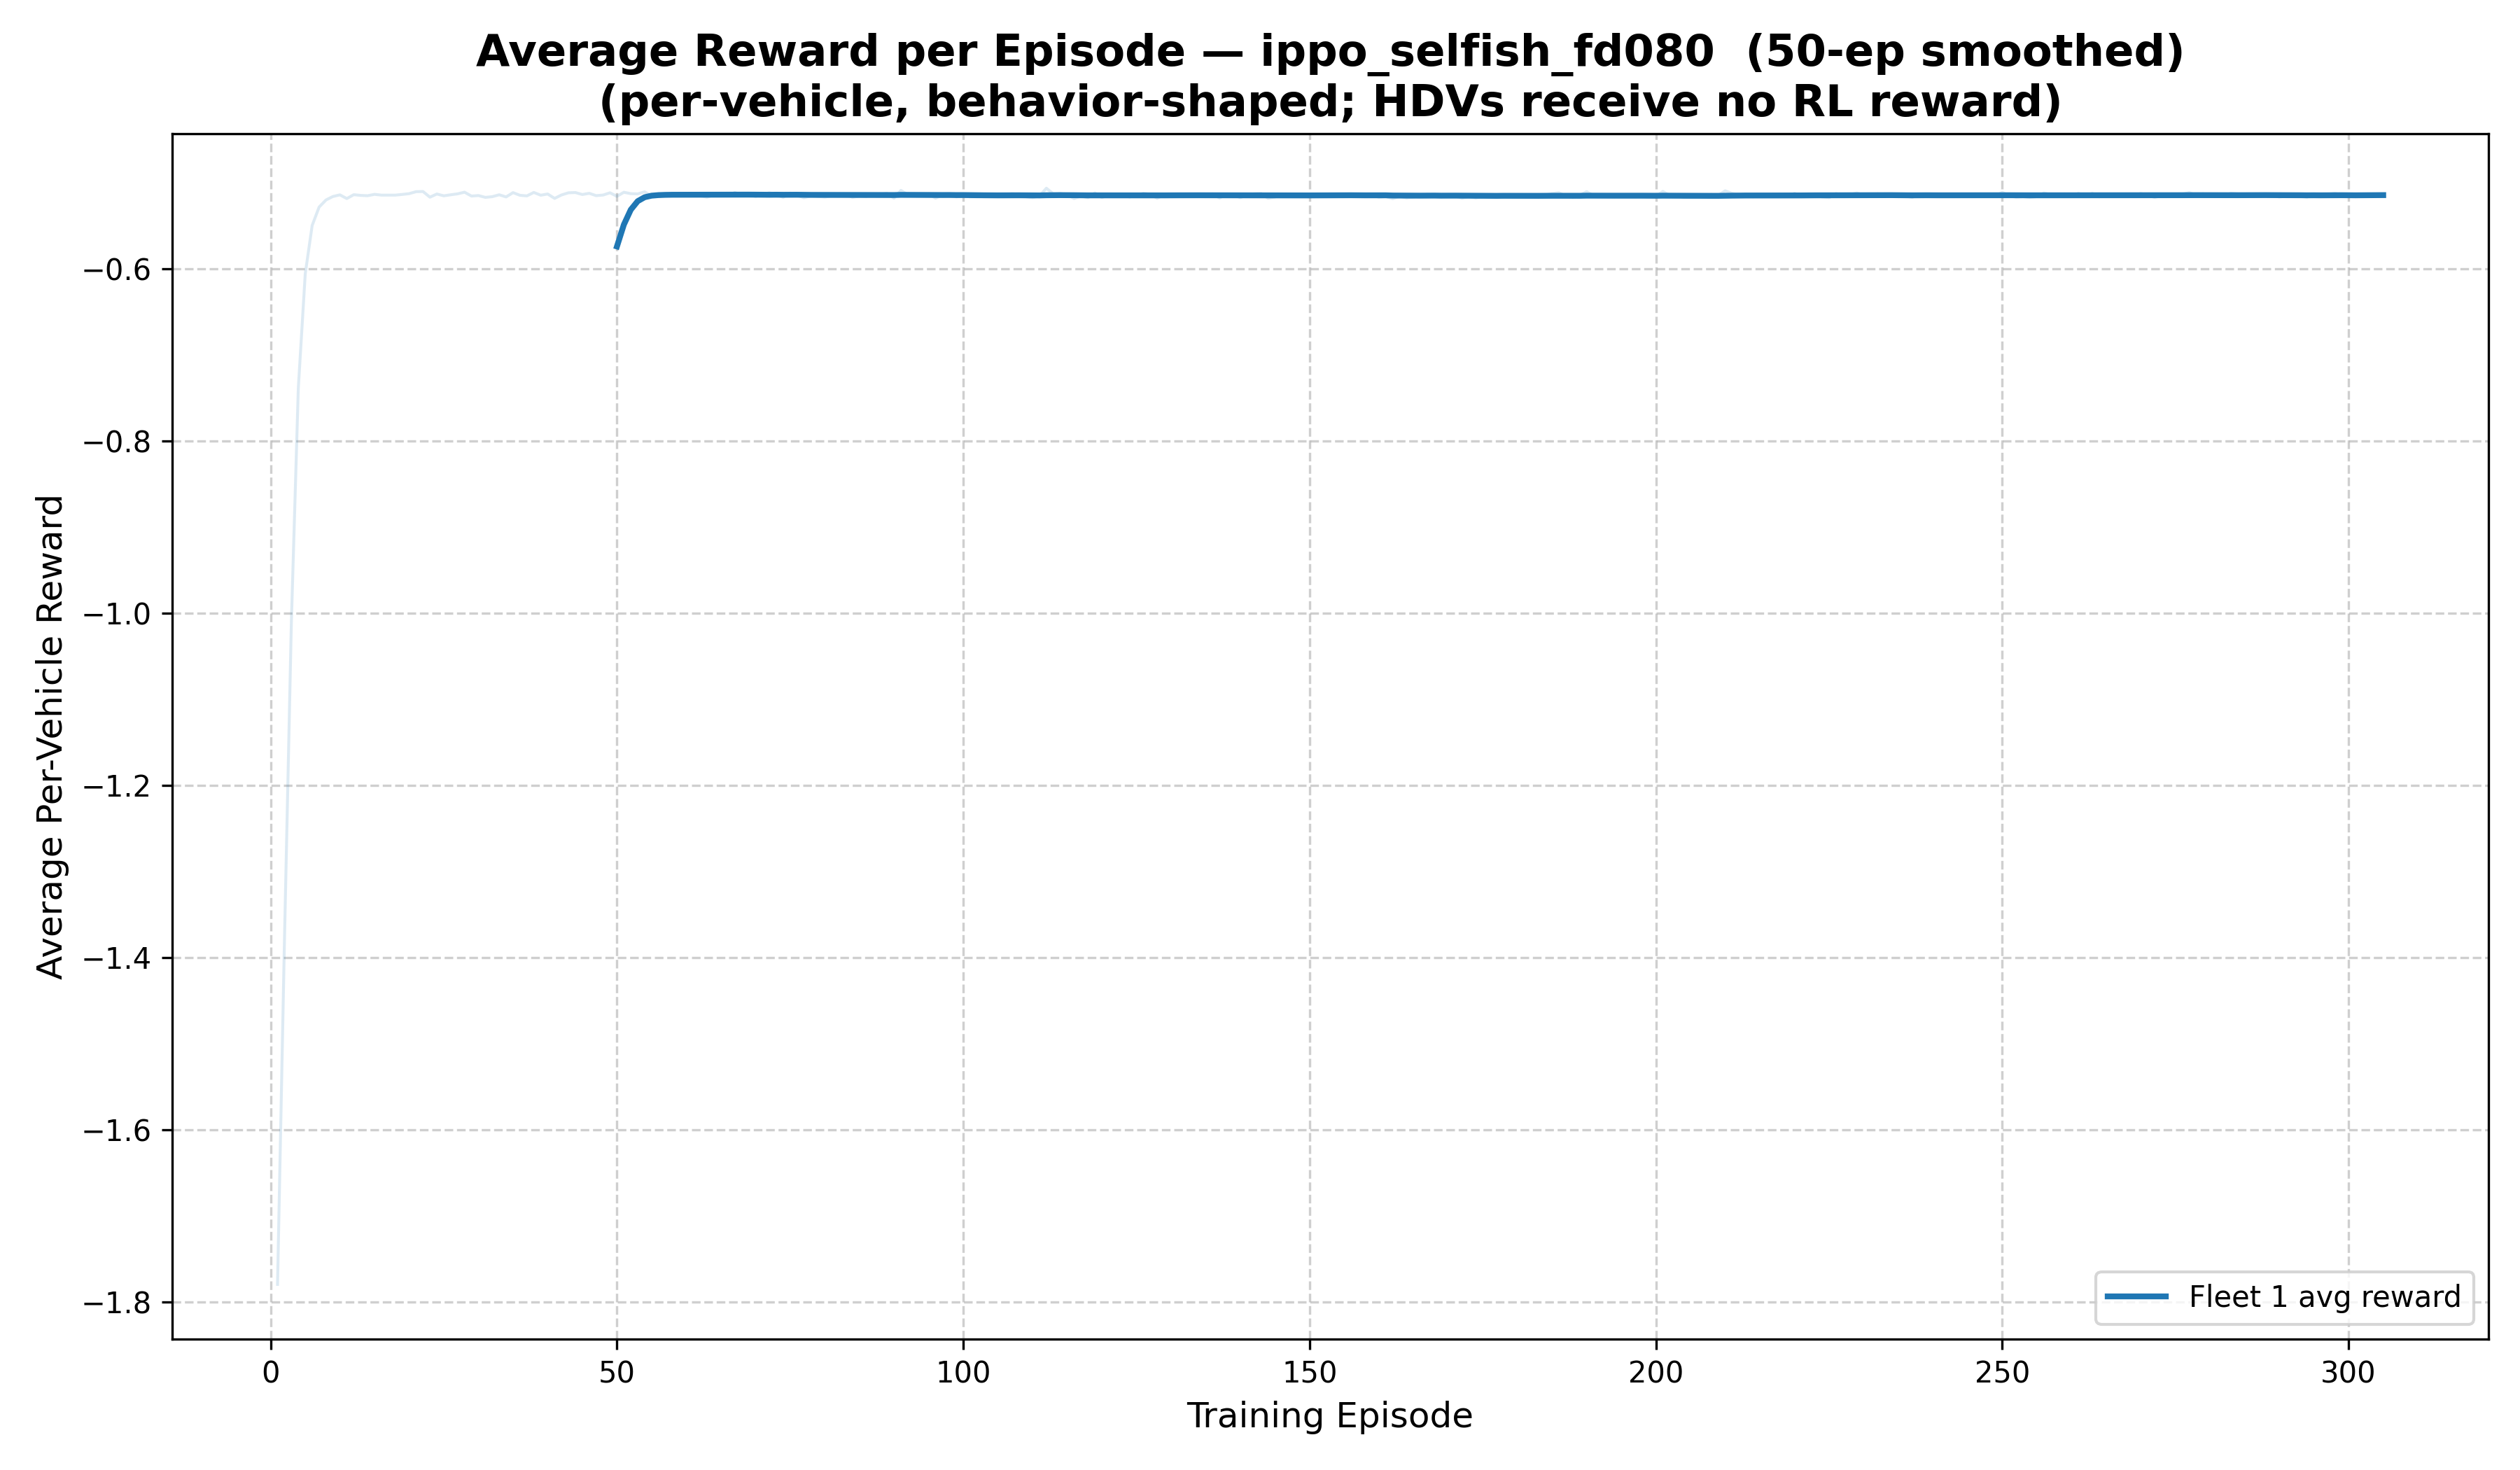 Average Reward per Episode — ippo_selfish_fd080 (50-ep smoothed)
(per-vehicle, behavior-shaped; HDVs receive no RL reward)
Average Per-Vehicle Reward
−0.6
−0.8
−1.0
−1.2
−1.4
−1.6
−1.8
Fleet 1 avg reward
0 50 100 150 200 250 300
Training Episode